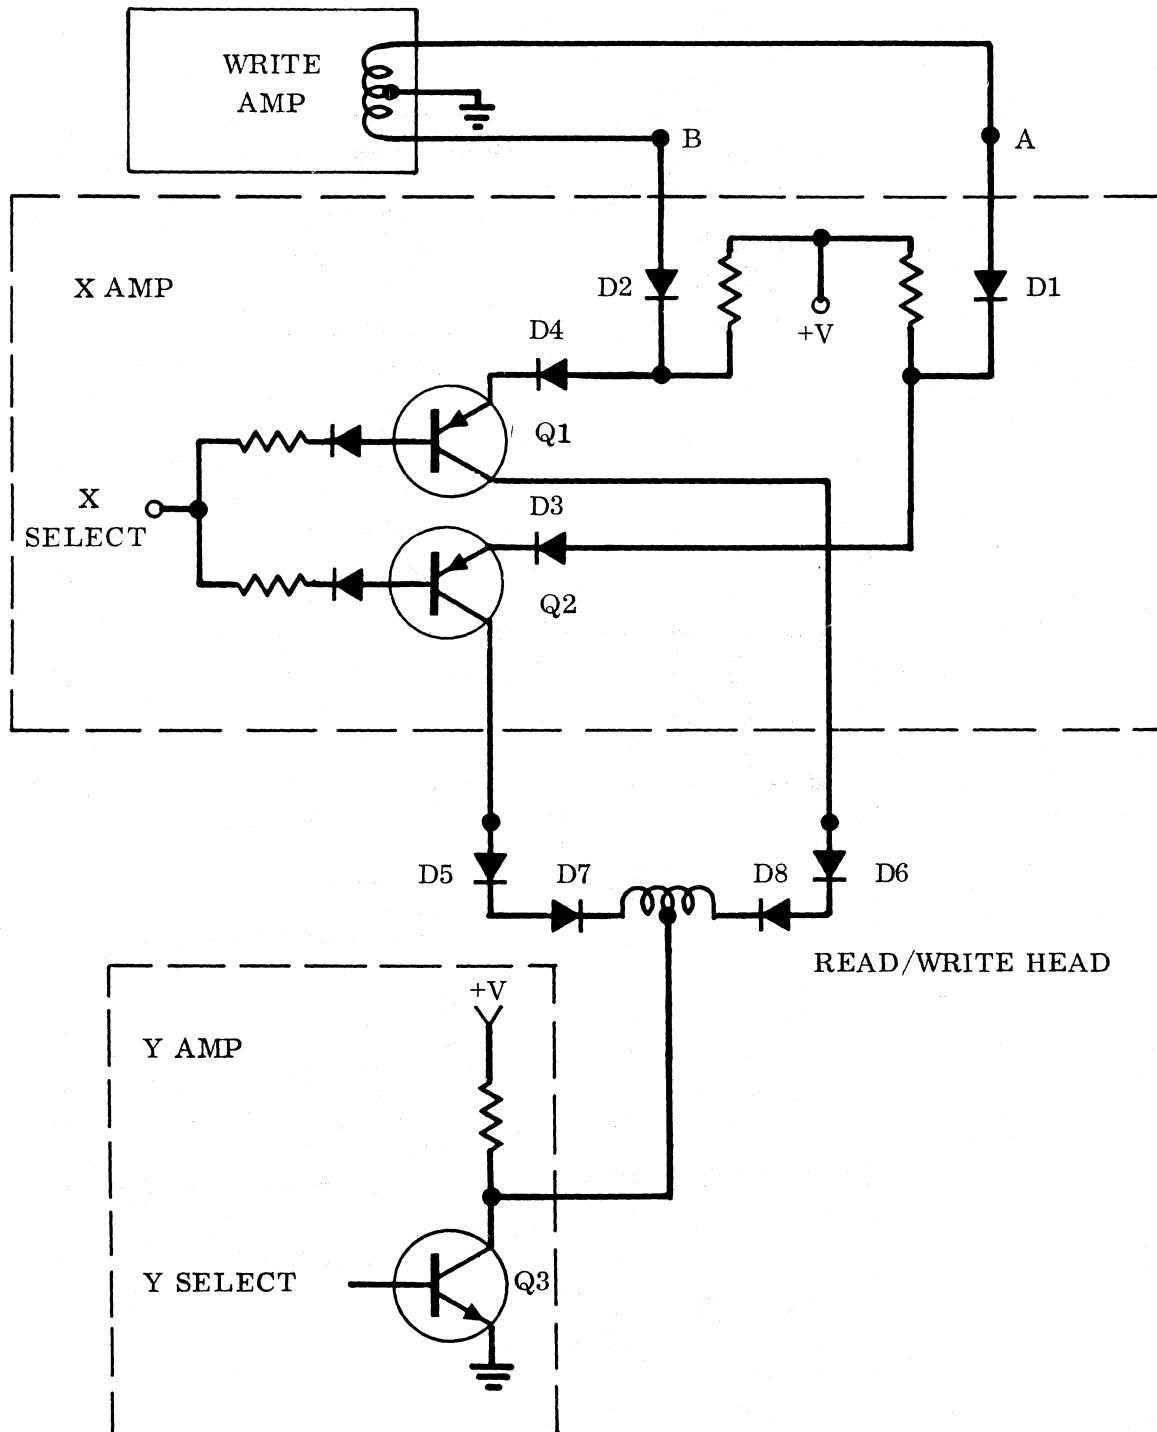 WRITE
AMP
B
A
X AMP
D2
D1
+V
D4
Q1
X
SELECT
D3
Q2
D5
D7
D8
D6
READ/WRITE HEAD
+V
Y AMP
Y SELECT
Q3